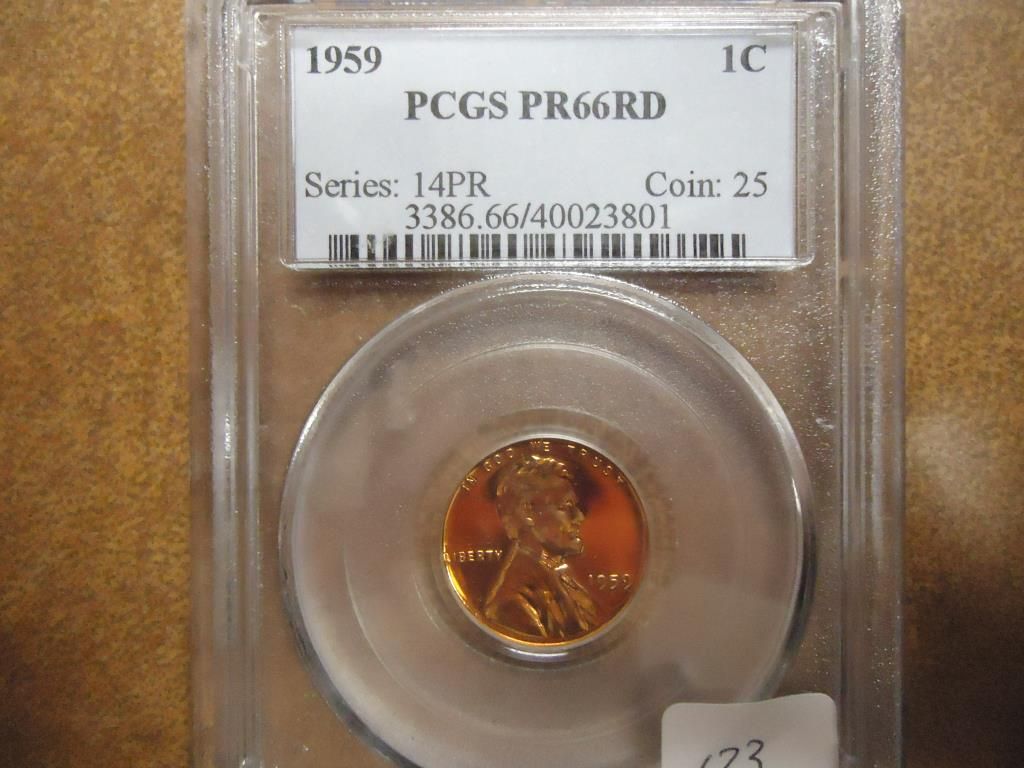 1959 1C
PCGS PR66RD
Series: 14PR Coin: 25
3386.66/40023801
IN GOD WE TRUST
LIBERTY
1959